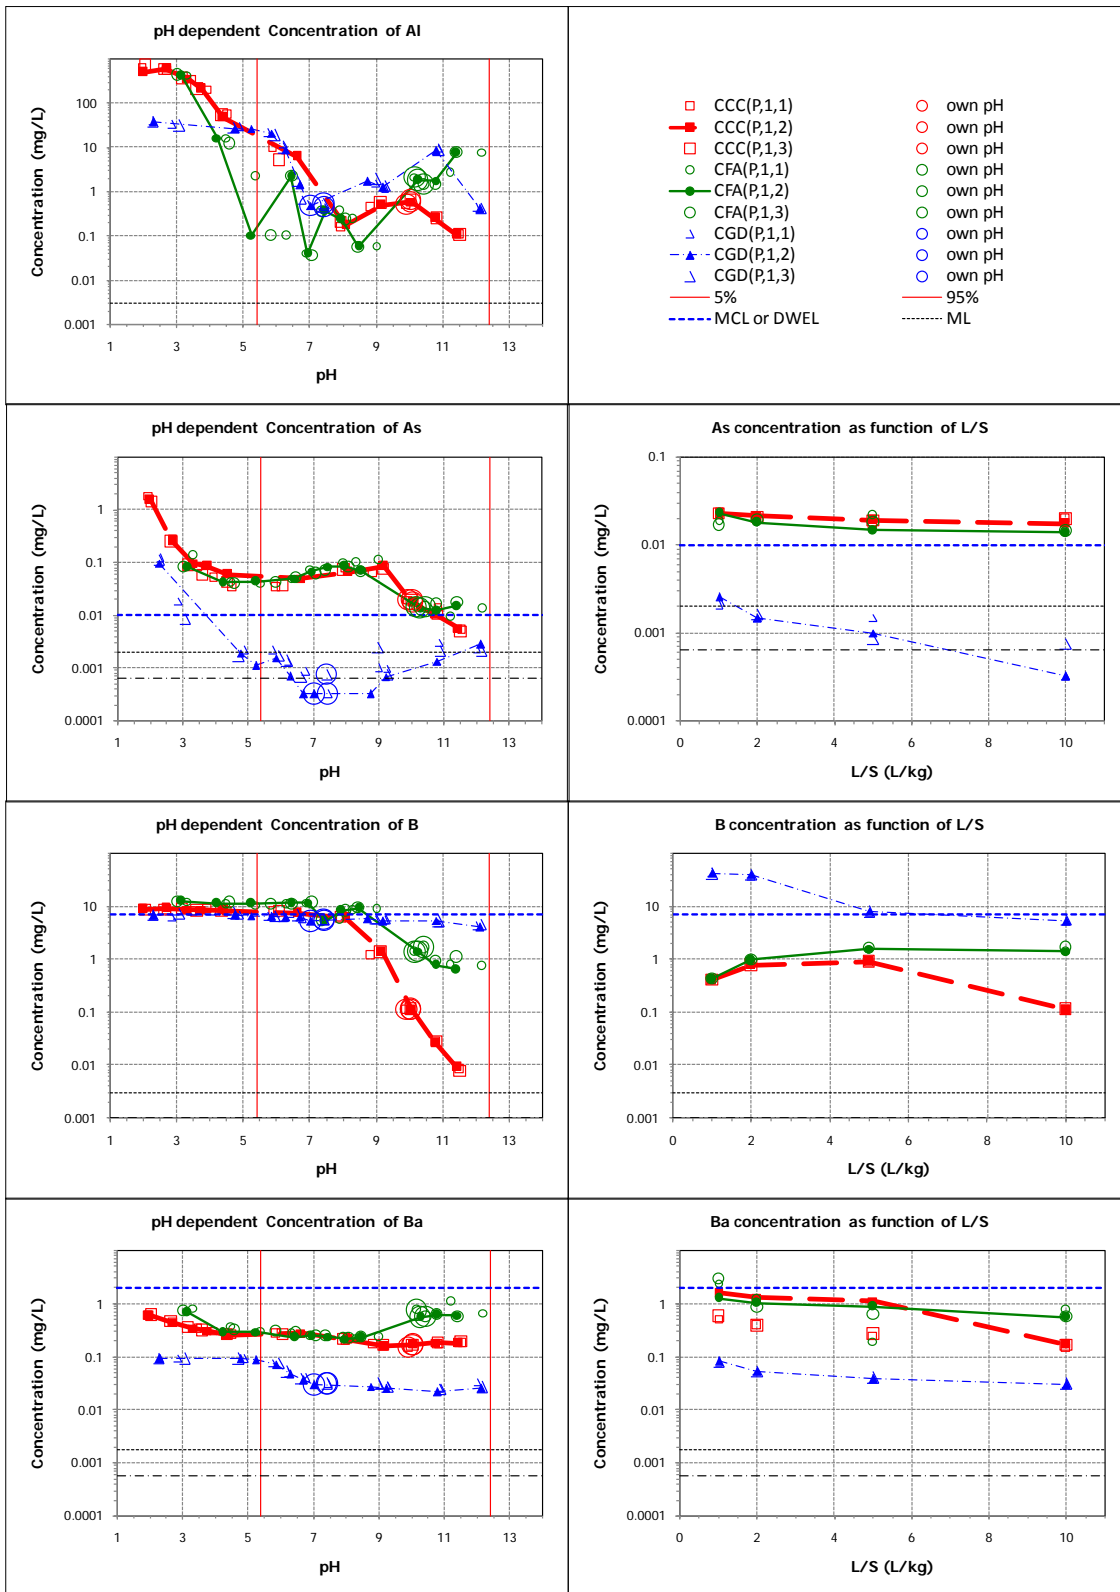 pH dependent Concentration of Al
Concentration (mg/L)
100
10
1
0.1
0.01
0.001
1 3 5 7 9 11 13
pH
CCC(P,1,1) own pH
CCC(P,1,2) own pH
CCC(P,1,3) own pH
CFA(P,1,1) own pH
CFA(P,1,2) own pH
CFA(P,1,3) own pH
CGD(P,1,1) own pH
CGD(P,1,2) own pH
CGD(P,1,3) own pH
5% 95%
MCL or DWEL ML
pH dependent Concentration of As
Concentration (mg/L)
1
0.1
0.01
0.001
0.0001
1 3 5 7 9 11 13
pH
As concentration as function of L/S
Concentration (mg/L)
0.1
0.01
0.001
0.0001
0 2 4 6 8 10
L/S (L/kg)
pH dependent Concentration of B
Concentration (mg/L)
10
1
0.1
0.01
0.001
1 3 5 7 9 11 13
pH
B concentration as function of L/S
Concentration (mg/L)
10
1
0.1
0.01
0.001
0 2 4 6 8 10
L/S (L/kg)
pH dependent Concentration of Ba
Concentration (mg/L)
1
0.1
0.01
0.001
0.0001
1 3 5 7 9 11 13
pH
Ba concentration as function of L/S
Concentration (mg/L)
1
0.1
0.01
0.001
0.0001
0 2 4 6 8 10
L/S (L/kg)